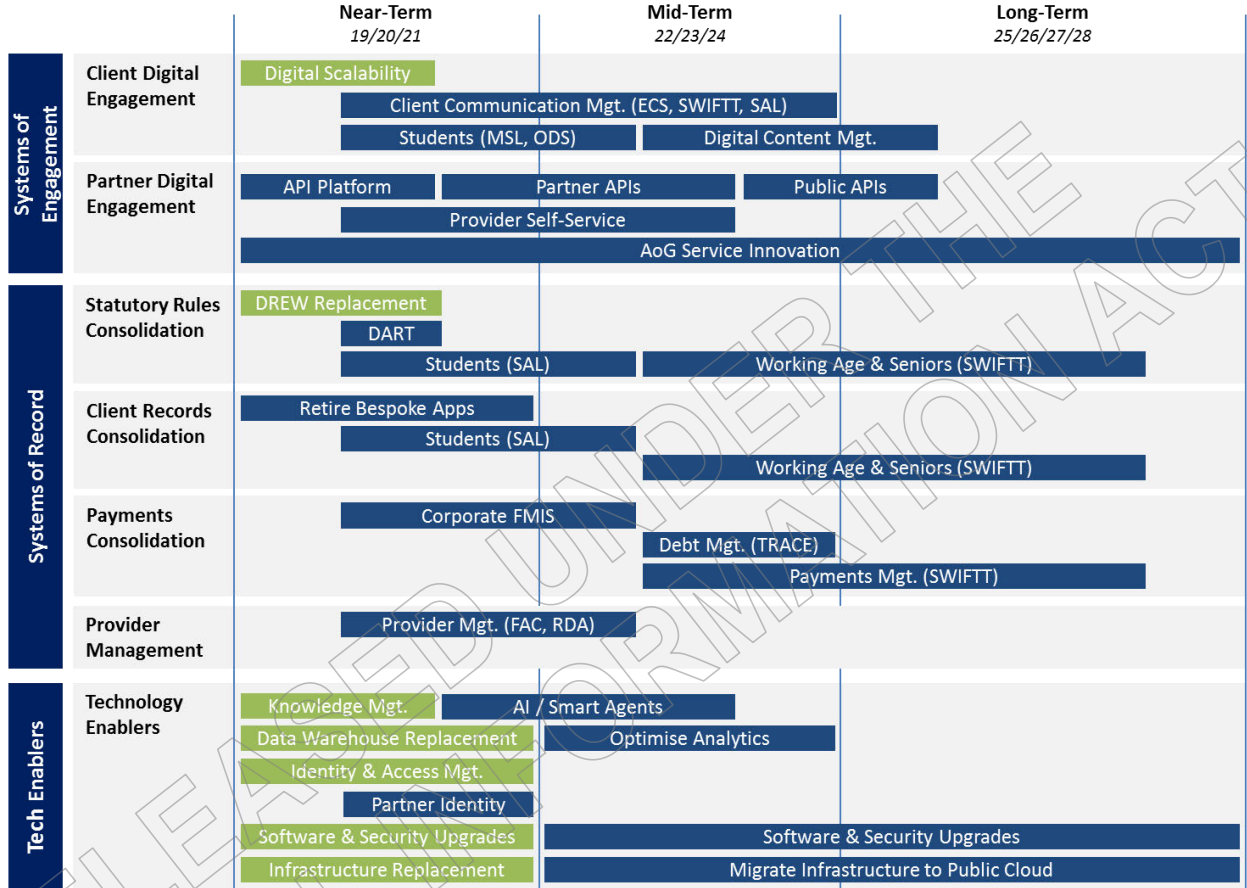 Near-Term
19/20/21
Mid-Term
22/23/24
Long-Term
25/26/27/28
Systems of
Engagement
Client Digital
Engagement
Digital Scalability
Client Communication Mgt. (ECS, SWIFTT, SAL)
Students (MSL, ODS)
Digital Content Mgt.
Partner Digital
Engagement
API Platform
Partner APIs
Public APIs
Provider Self-Service
AoG Service Innovation
Systems of Record
Statutory Rules
Consolidation
DREW Replacement
DART
Students (SAL)
Working Age & Seniors (SWIFTT)
Client Records
Consolidation
Retire Bespoke Apps
Students (SAL)
Working Age & Seniors (SWIFTT)
Payments
Consolidation
Corporate FMIS
Debt Mgt. (TRACE)
Payments Mgt. (SWIFTT)
Provider
Management
Provider Mgt. (FAC, RDA)
Tech Enablers
Technology
Enablers
Knowledge Mgt.
AI / Smart Agents
Data Warehouse Replacement
Optimise Analytics
Identity & Access Mgt.
Partner Identity
Software & Security Upgrades
Software & Security Upgrades
Infrastructure Replacement
Migrate Infrastructure to Public Cloud
ELEASED UNDER THE
INFORMATION ACT